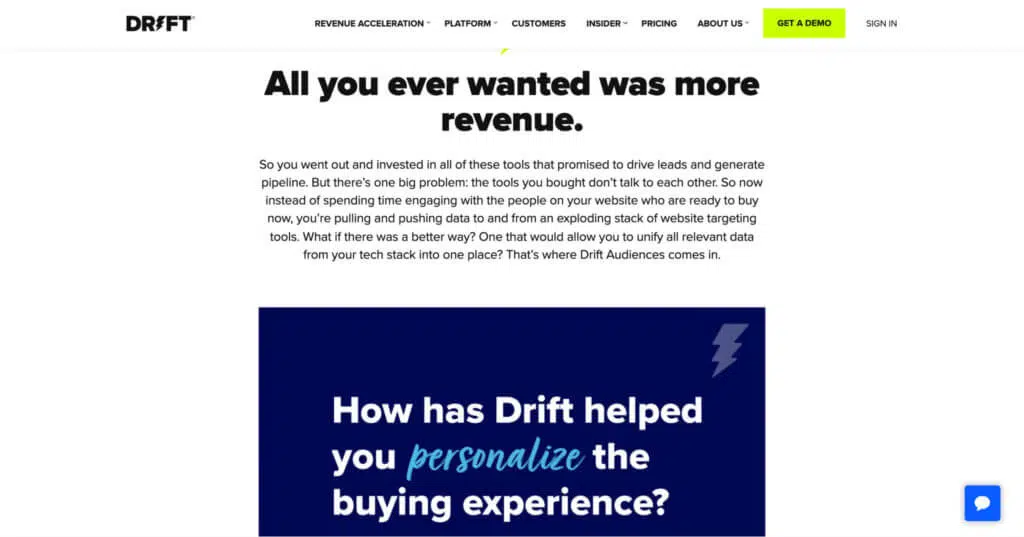 DRIFT
REVENUE ACCELERATION PLATFORM CUSTOMERS INSIDER PRICING ABOUT US GET A DEMO SIGN IN
All you ever wanted was more
revenue.
So you went out and invested in all of these tools that promised to drive leads and generate
pipeline. But there’s one big problem: the tools you bought don’t talk to each other. So now
instead of spending time engaging with the people on your website who are ready to buy
now, you’re pulling and pushing data to and from an exploding stack of website targeting
tools. What if there was a better way? One that would allow you to unify all relevant data
from your tech stack into one place? That’s where Drift Audiences comes in.
How has Drift helped
you personalize the
buying experience?